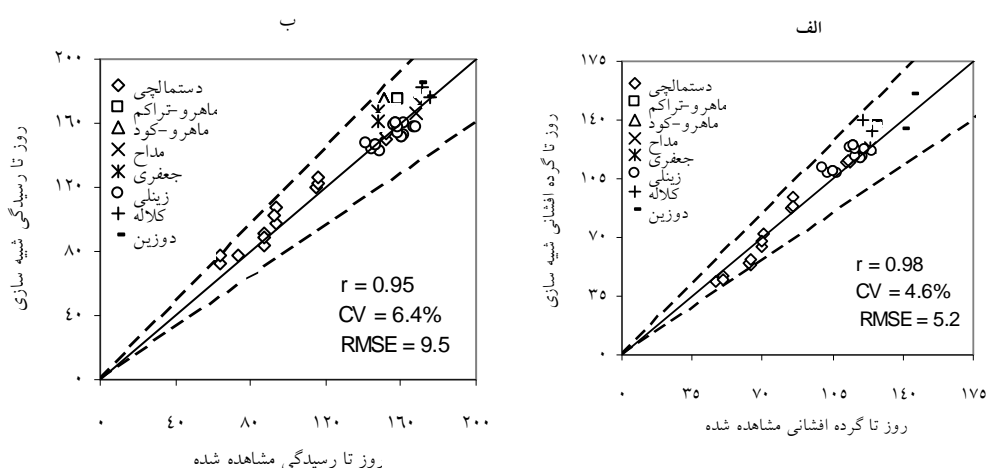 الف
روز تا گرده افشانی شبیه سازی
۱۷۵
۱۴۰
۱۰۵
۷۰
۳۵
۰
دستمالچی
ماهرو-تراکم
ماهرو-کود
مداح
جعفری
زینلی
کلاله
دوزین
r = 0.98
CV = 4.6%
RMSE = 5.2
۰ ۳۵ ۷۰ ۱۰۵ ۱۴۰ ۱۷۵
روز تا گرده افشانی مشاهده شده
ب
روز تا رسیدگی شبیه سازی
۲۰۰
۱۶۰
۱۲۰
۸۰
۴۰
۰
دستمالچی
ماهرو-تراکم
ماهرو-کود
مداح
جعفری
زینلی
کلاله
دوزین
r = 0.95
CV = 6.4%
RMSE = 9.5
۰ ۴۰ ۸۰ ۱۲۰ ۱۶۰ ۲۰۰
روز تا رسیدگی مشاهده شده